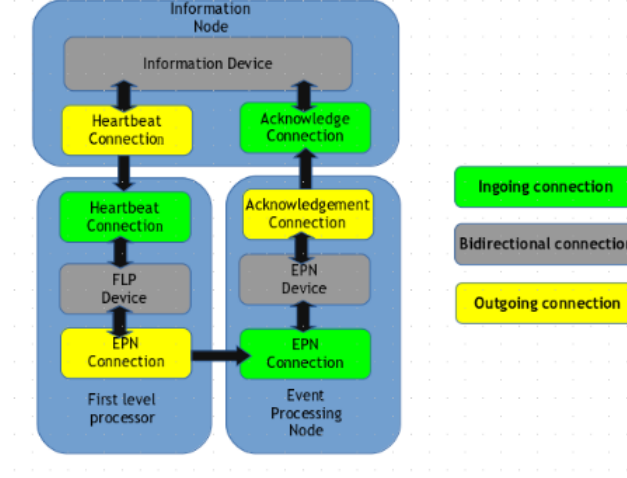 Information
Node
Information Device
Heartbeat
Connection
Acknowledge
Connection
Heartbeat
Connection
Acknowledgement
Connection
FLP
Device
EPN
Device
EPN
Connection
EPN
Connection
First level
processor
Event
Processing
Node
Ingoing connection
Bidirectional connection
Outgoing connection